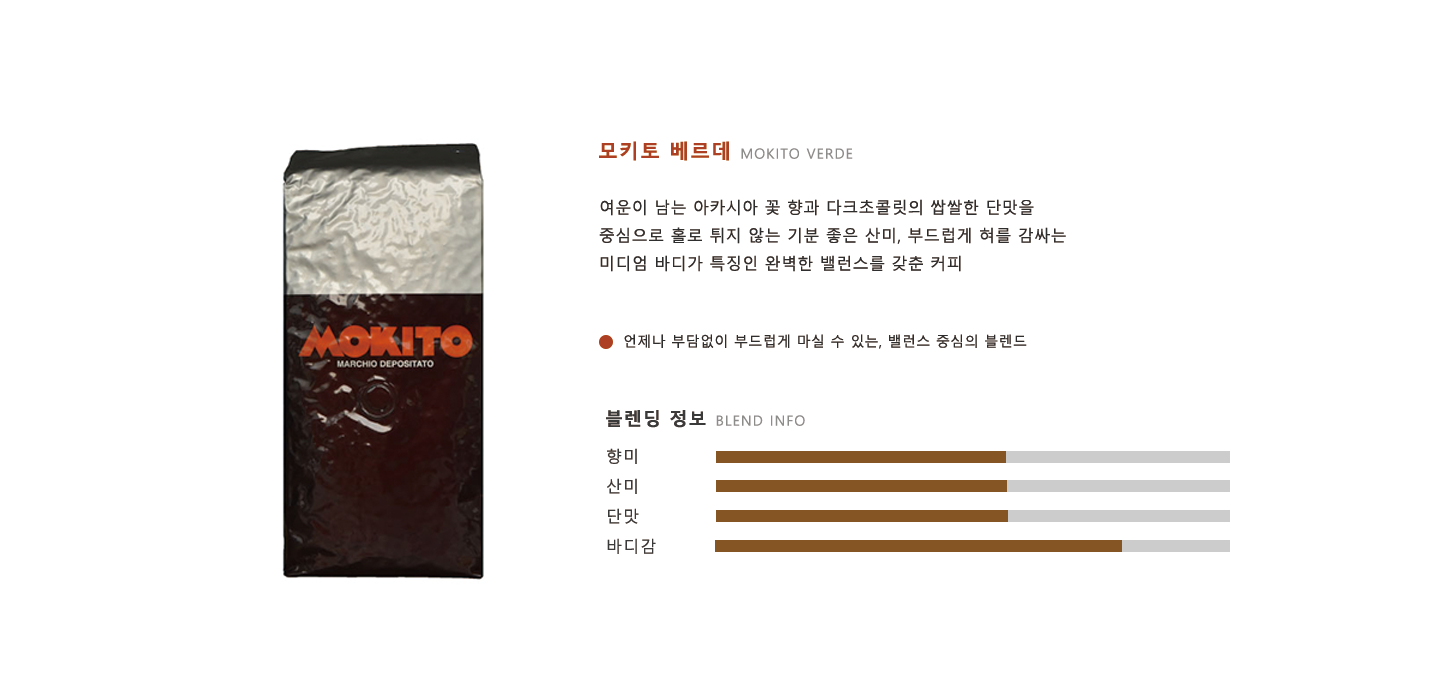 모키토 베르데 MOKITO VERDE
여운이 남는 아카시아 꽃 향과 다크초콜릿의 쌉쌀한 단맛을
중심으로 홀로 튀지 않는 기분 좋은 산미, 부드럽게 혀를 감싸는
미디엄 바디가 특징인 완벽한 밸런스를 갖춘 커피
MOKITO
MARCHIO DEPOSITATO
언제나 부담없이 부드럽게 마실 수 있는, 밸런스 중심의 블렌드
블렌딩 정보 BLEND INFO
향미
산미
단맛
바디감